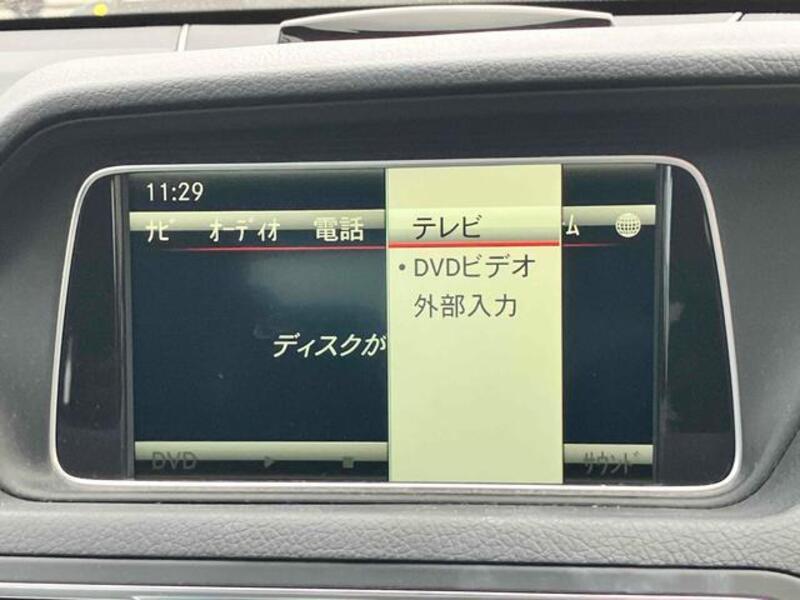 11:29
ナビ オーディオ 電話 テレビ ム
• DVDビデオ
外部入力
ディスクが
DVD サウンド